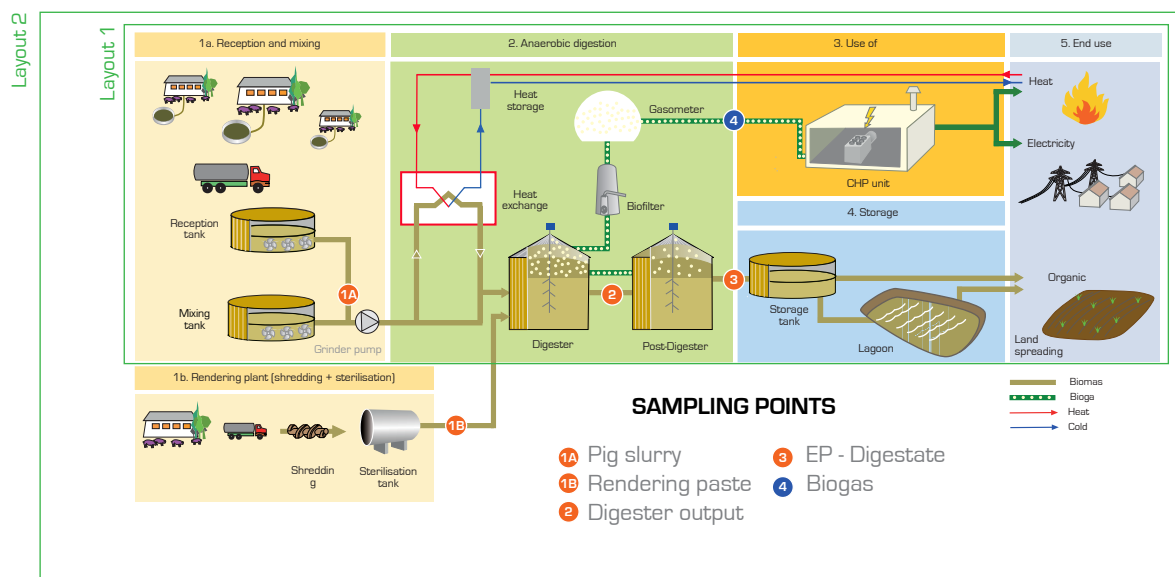 Layout 2
Layout 1
1a. Reception and mixing
2. Anaerobic digestion
3. Use of
5. End use
Heat
storage
Gasometer
4
Heat
Electricity
CHP unit
Heat
exchange
Biofilter
4. Storage
Reception
tank
1A
2
3
Organic
Mixing
tank
Grinder pump
Digester
Post-Digester
Storage
tank
Lagoon
Land
spreading
1b. Rendering plant (shredding + sterilisation)
1B
Shreddin
g
Sterilisation
tank
Biomas
Bioga
Heat
Cold
SAMPLING POINTS
1A Pig slurry
1B Rendering paste
2 Digester output
3 EP - Digestate
4 Biogas